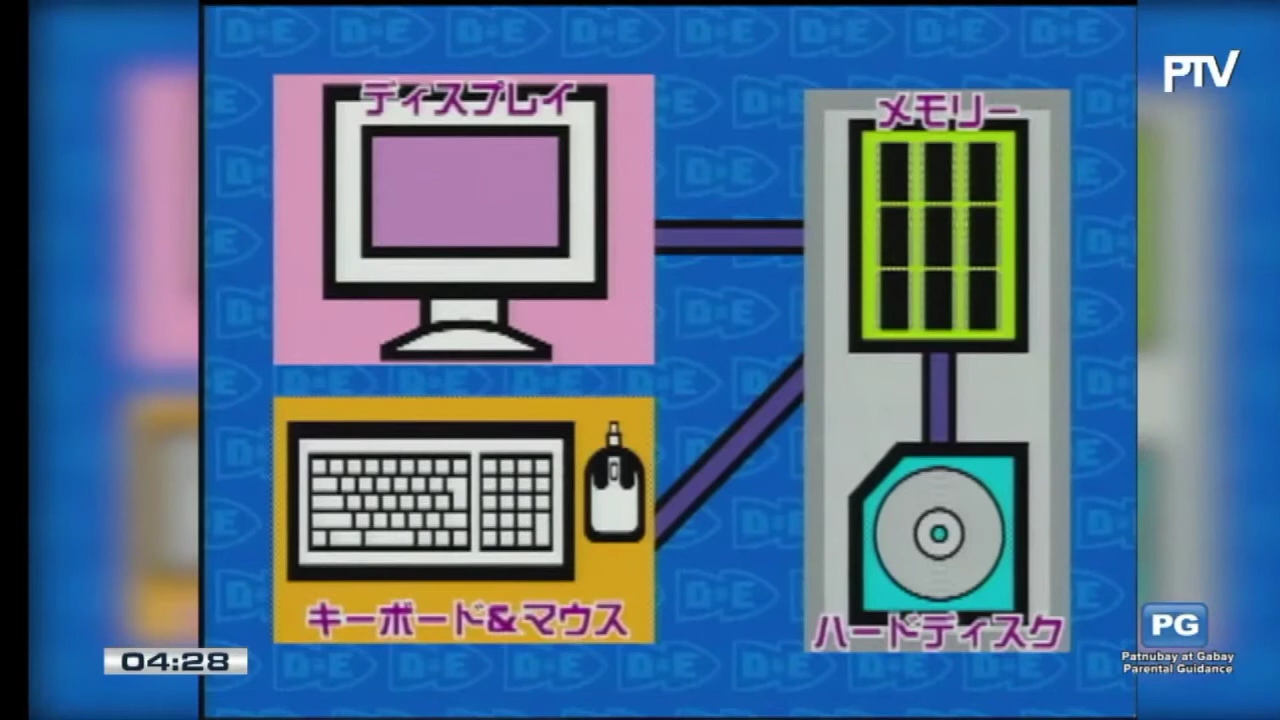 ディスプレイ
メモリー
PTV
キーボード&マウス
ハードディスク
04:28
PG
Patnubay at Gabay
Parental Guidance
D・E